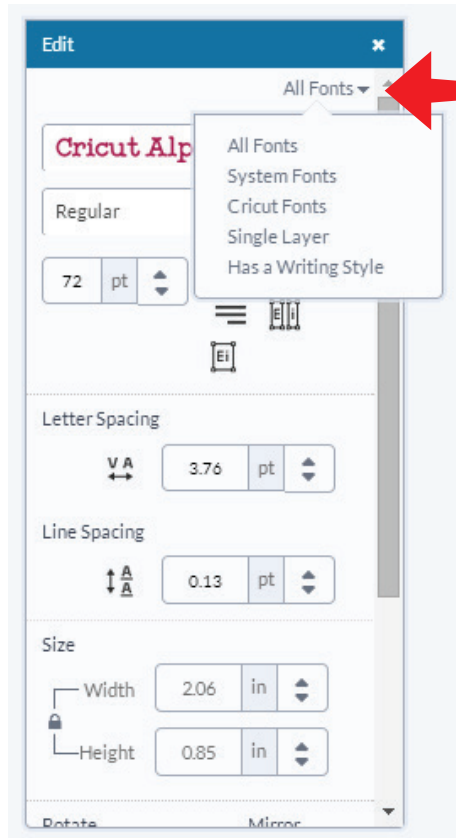 Edit
All Fonts
Cricut Alp
All Fonts
System Fonts
Cricut Fonts
Single Layer
Has a Writing Style
Regular
72 pt
E i
Ei
Letter Spacing
V A
3.76 pt
Line Spacing
A
A
0.13 pt
Size
Width 2.06 in
Height 0.85 in
Rotate Mirror